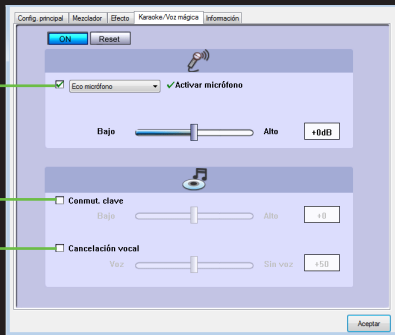 Config. principal Mezclador Efecto Karaoke/Voz mágica Información
ON Reset
Eco micrófono Activar micrófono
Bajo Alto +0dB
Conmut. clave
Bajo Alto +0
Cancelación vocal
Voz Sin voz +50
Aceptar